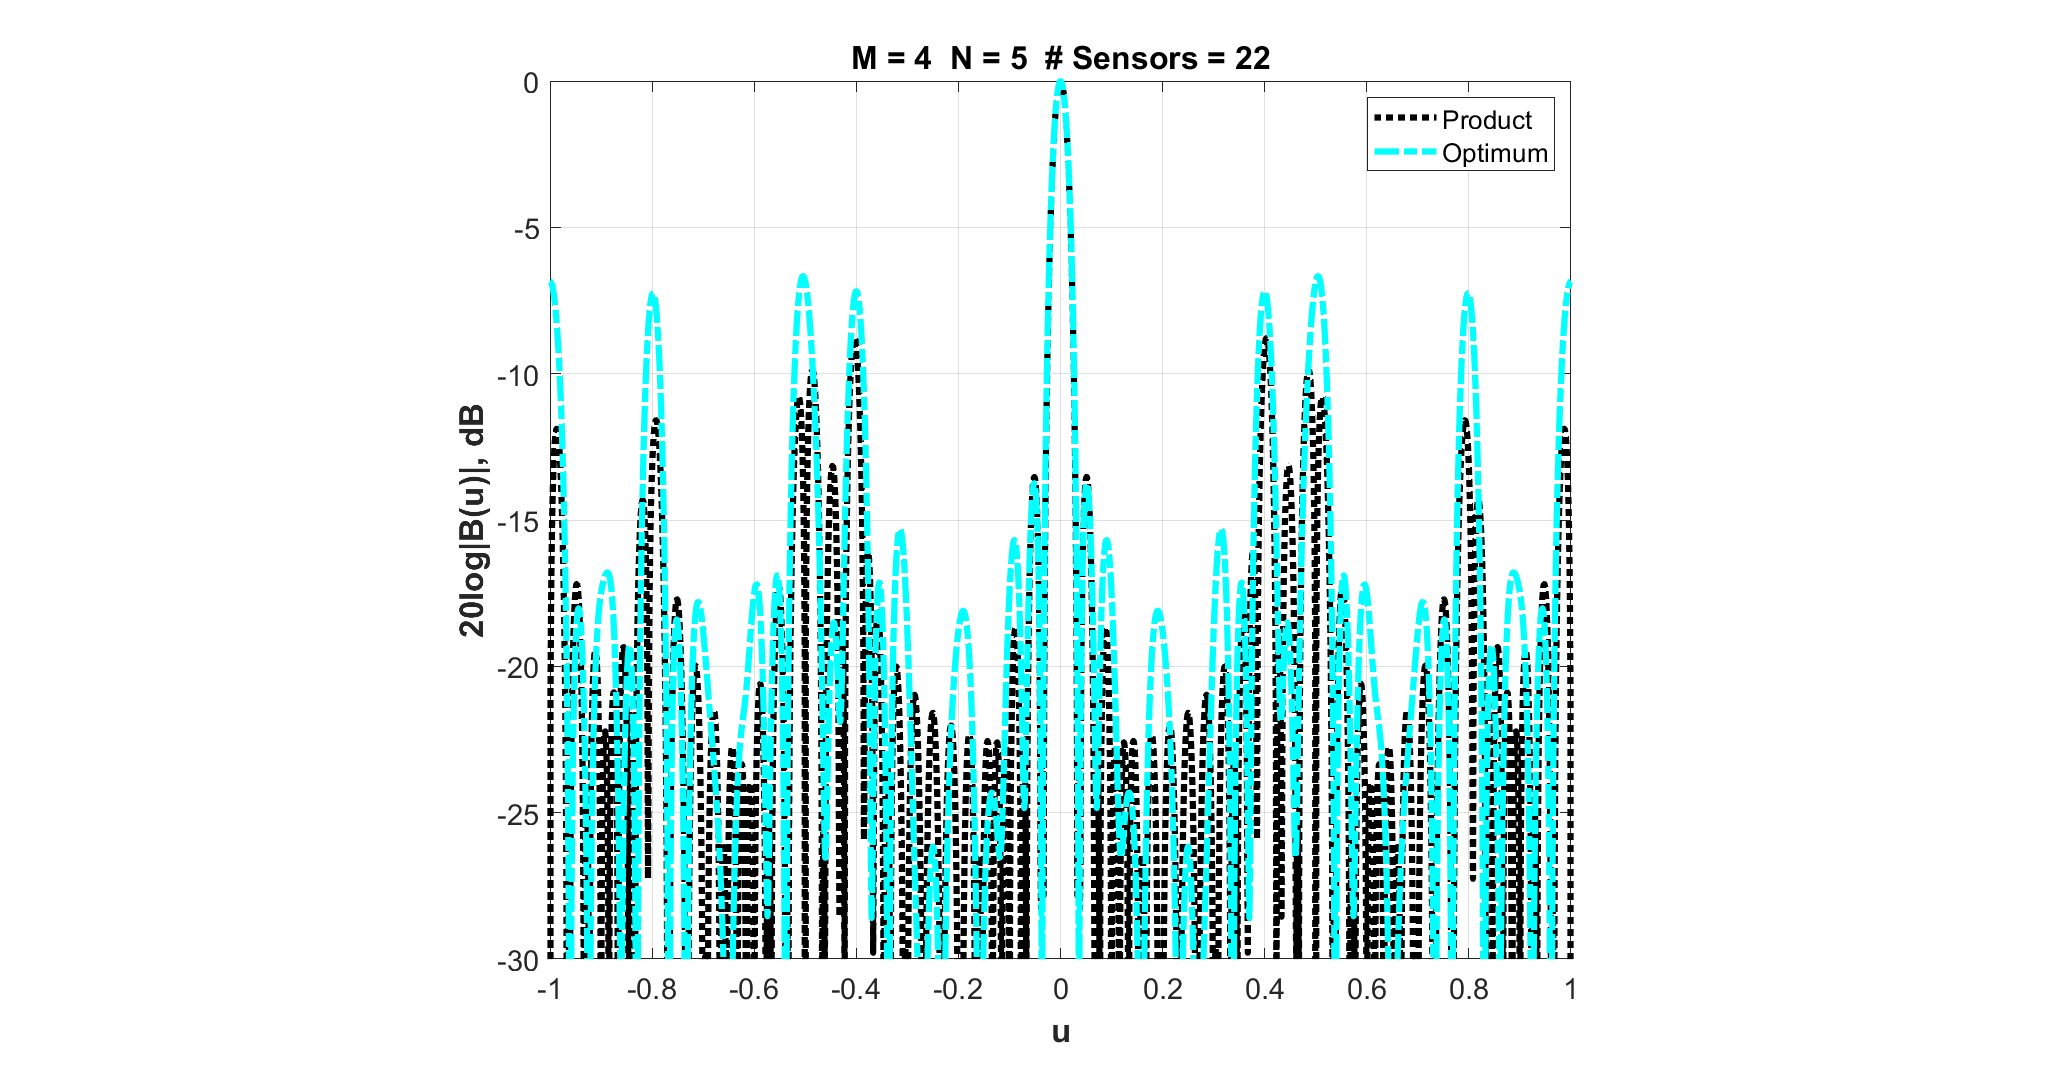 M = 4 N = 5 # Sensors = 22
Product
Optimum
20log|B(u)|, dB
0
-5
-10
-15
-20
-25
-30
-1 -0.8 -0.6 -0.4 -0.2 0 0.2 0.4 0.6 0.8 1
u